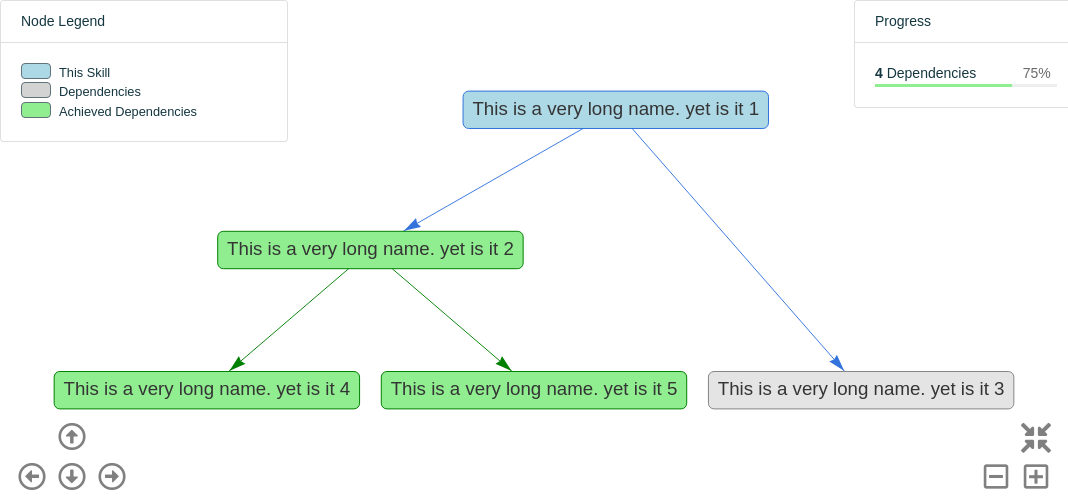 Node Legend
This Skill
Dependencies
Achieved Dependencies
Progress
4 Dependencies 75%
This is a very long name. yet is it 1
This is a very long name. yet is it 2
This is a very long name. yet is it 4
This is a very long name. yet is it 5
This is a very long name. yet is it 3